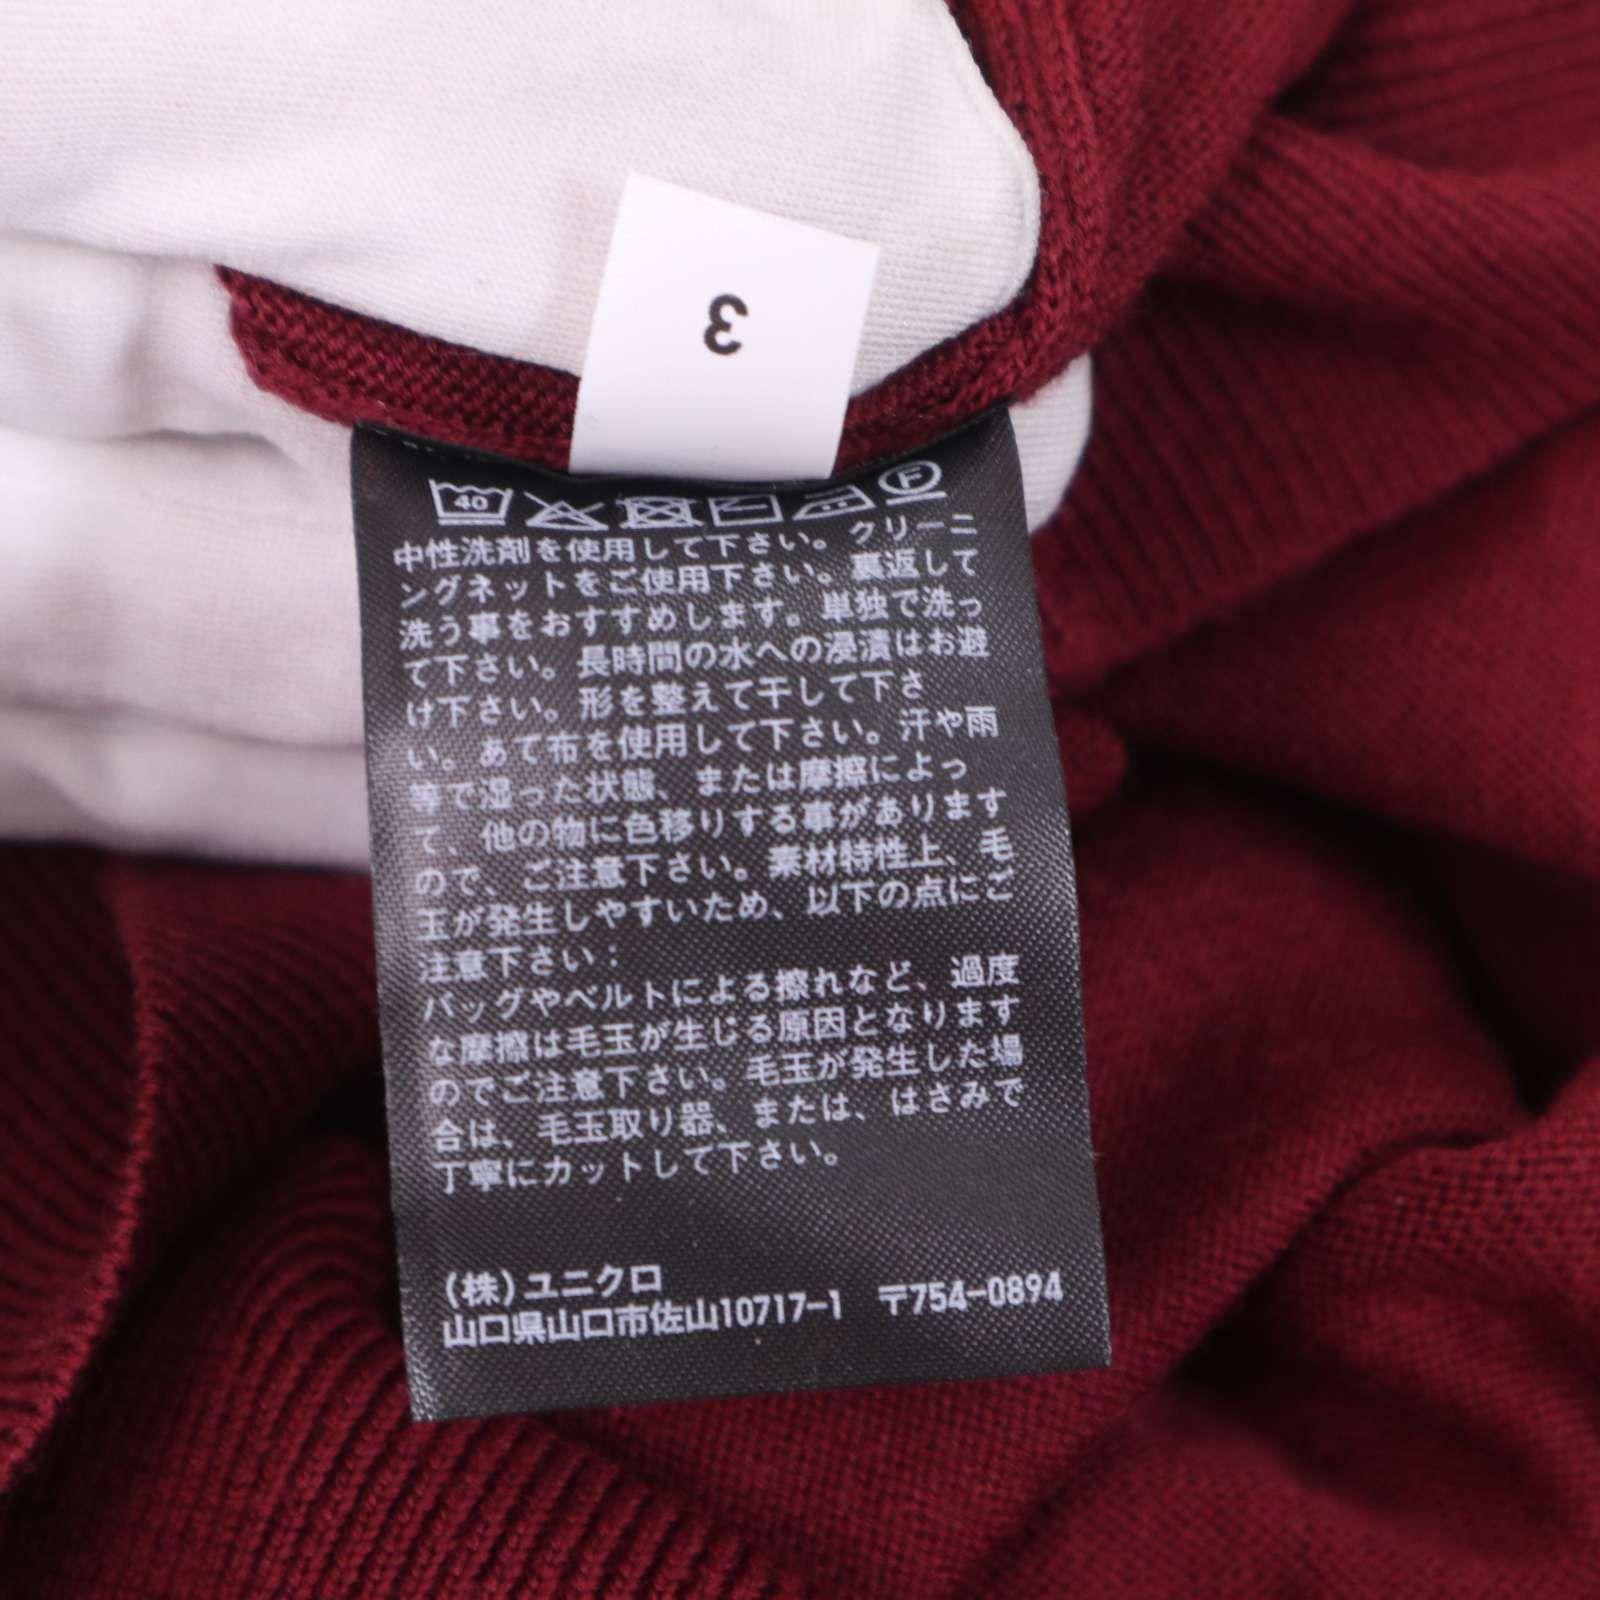 3
40
F
中性洗剤を使用して下さい。クリーニ
ングネットをご使用下さい。裏返して
洗う事をおすすめします。単独で洗っ
て下さい。長時間の水への浸漬はお避
け下さい。形を整えて干して下さ
い。あて布を使用して下さい。汗や雨
等で湿った状態、または摩擦によっ
て、他の物に色移りする事があります
ので、ご注意下さい。素材特性上、毛
玉が発生しやすいため、以下の点にご
注意下さい：
バッグやベルトによる擦れなど、過度
な摩擦は毛玉が生じる原因となります
のでご注意下さい。毛玉が発生した場
合は、毛玉取り器、または、はさみで
丁寧にカットして下さい。
(株)ユニクロ
山口県山口市佐山10717-1 〒754-0894